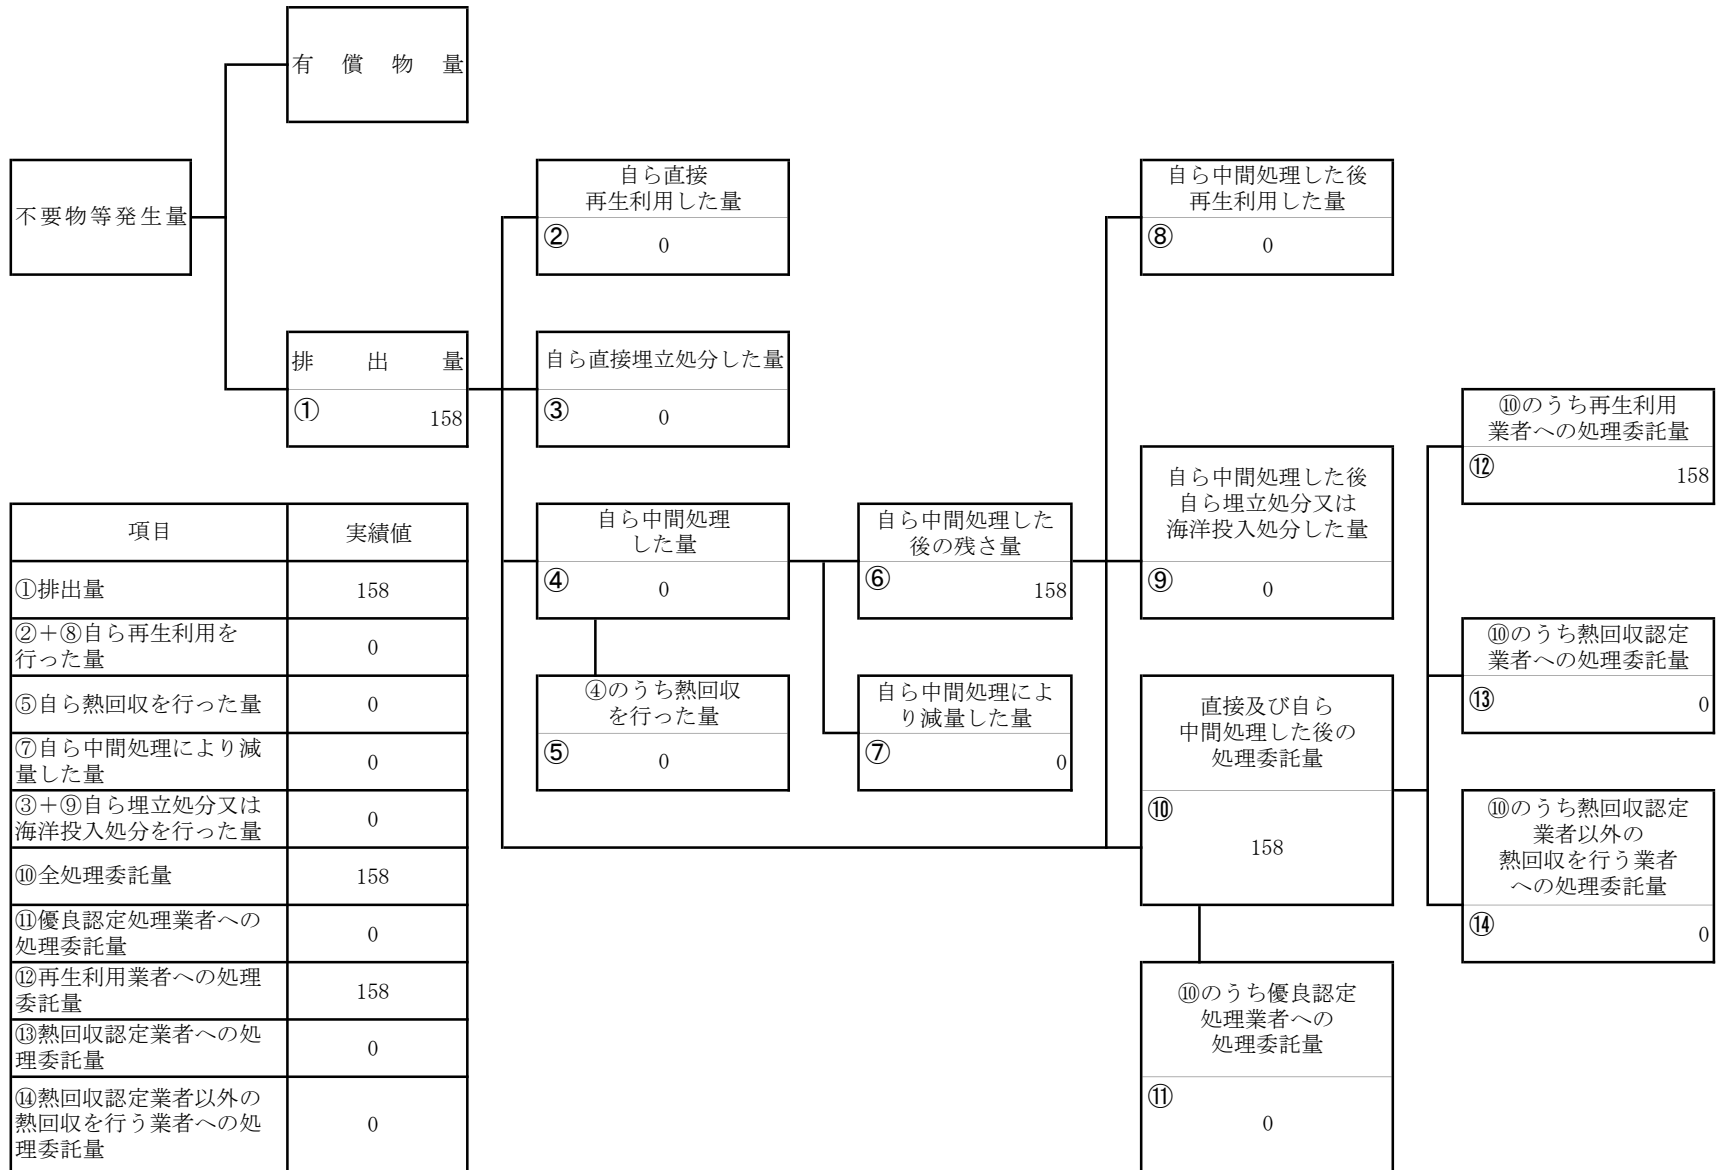 有償物量
不要物等発生量
排出量
①
158
自ら直接
再生利用した量
②
0
自ら直接埋立処分した量
③
0
自ら中間処理
した量
④
0
④のうち熱回収
を行った量
⑤
0
自ら中間処理した
後の残さ量
⑥
158
自ら中間処理によ
り減量した量
⑦
0
自ら中間処理した後
再生利用した量
⑧
0
自ら中間処理した後
自ら埋立処分又は
海洋投入処分した量
⑨
0
直接及び自ら
中間処理した後の
処理委託量
⑩
158
⑩のうち優良認定
処理業者への
処理委託量
⑪
0
⑩のうち再生利用
業者への処理委託量
⑫
158
⑩のうち熱回収認定
業者への処理委託量
⑬
0
⑩のうち熱回収認定
業者以外の
熱回収を行う業者
への処理委託量
⑭
0
項目 実績値
①排出量 158
②+⑧自ら再生利用を
行った量 0
⑤自ら熱回収を行った量 0
⑦自ら中間処理により減
量した量 0
③+⑨自ら埋立処分又は
海洋投入処分を行った量 0
⑩全処理委託量 158
⑪優良認定処理業者への
処理委託量 0
⑫再生利用業者への処理
委託量 158
⑬熱回収認定業者への処
理委託量 0
⑭熱回収認定業者以外の
熱回収を行う業者への処
理委託量 0